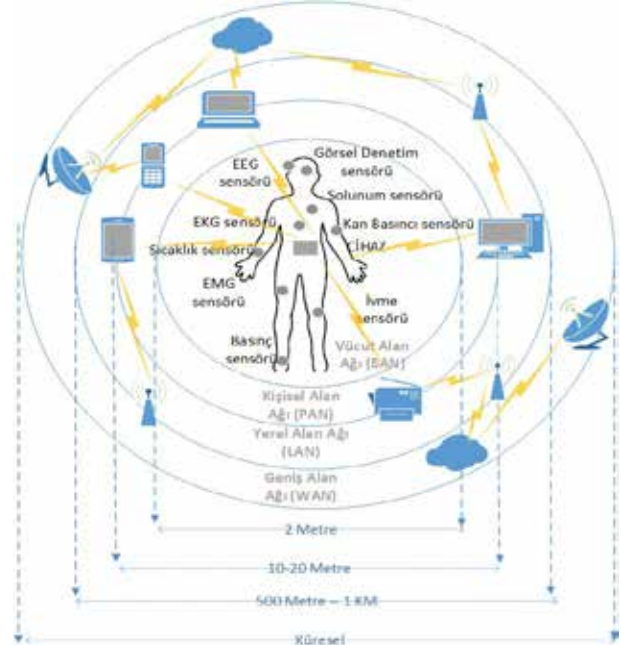 EEG
sensörü
Görsel Denetim
sensörü
Solunum sensörü
EKG sensörü
Kan Basıncı sensörü
CİHAZ
Sıcaklık sensörü
EMG
sensörü
İvme
sensörü
Basınç
sensörü
Vücut Alan
Ağı (BAN)
Kişisel Alan
Ağı (PAN)
Yerel Alan Ağı
(LAN)
Geniş Alan
Ağı (WAN)
2 Metre
10-20 Metre
500 Metre – 1 KM
Küresel